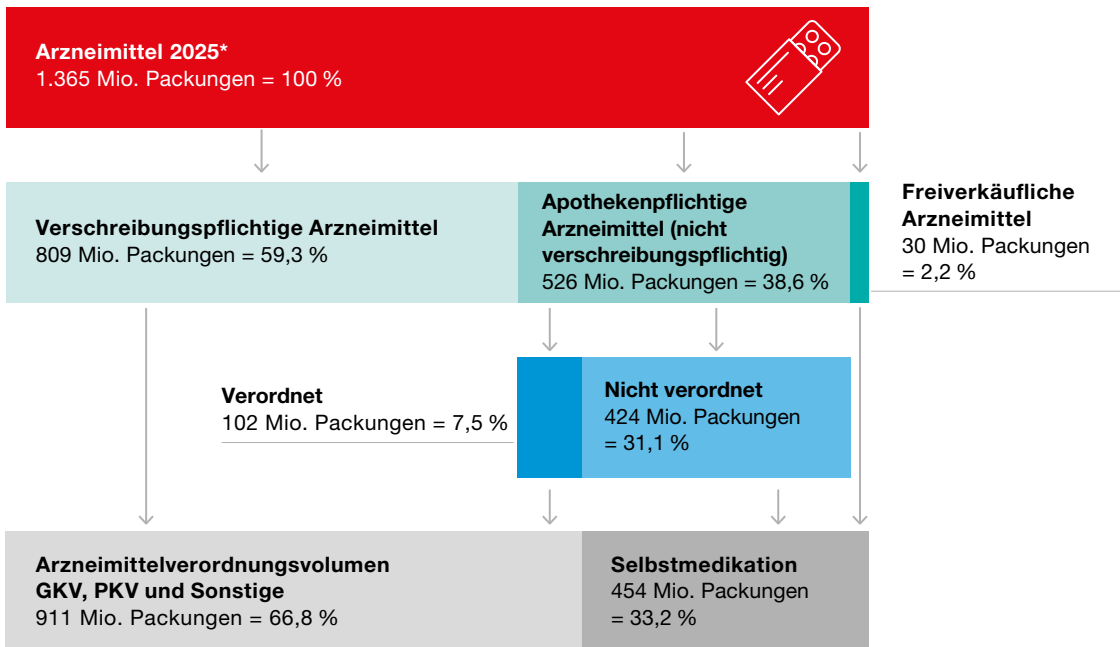 Arzneimittel 2025*
1.365 Mio. Packungen = 100 %
Verschreibungspflichtige Arzneimittel
809 Mio. Packungen = 59,3 %
Apothekenpflichtige
Arzneimittel (nicht
verschreibungspflichtig)
526 Mio. Packungen = 38,6 %
Freiverkäufliche
Arzneimittel
30 Mio. Packungen
= 2,2 %
Verordnet
102 Mio. Packungen = 7,5 %
Nicht verordnet
424 Mio. Packungen
= 31,1 %
Arzneimittelverordnungsvolumen
GKV, PKV und Sonstige
911 Mio. Packungen = 66,8 %
Selbstmedikation
454 Mio. Packungen
= 33,2 %